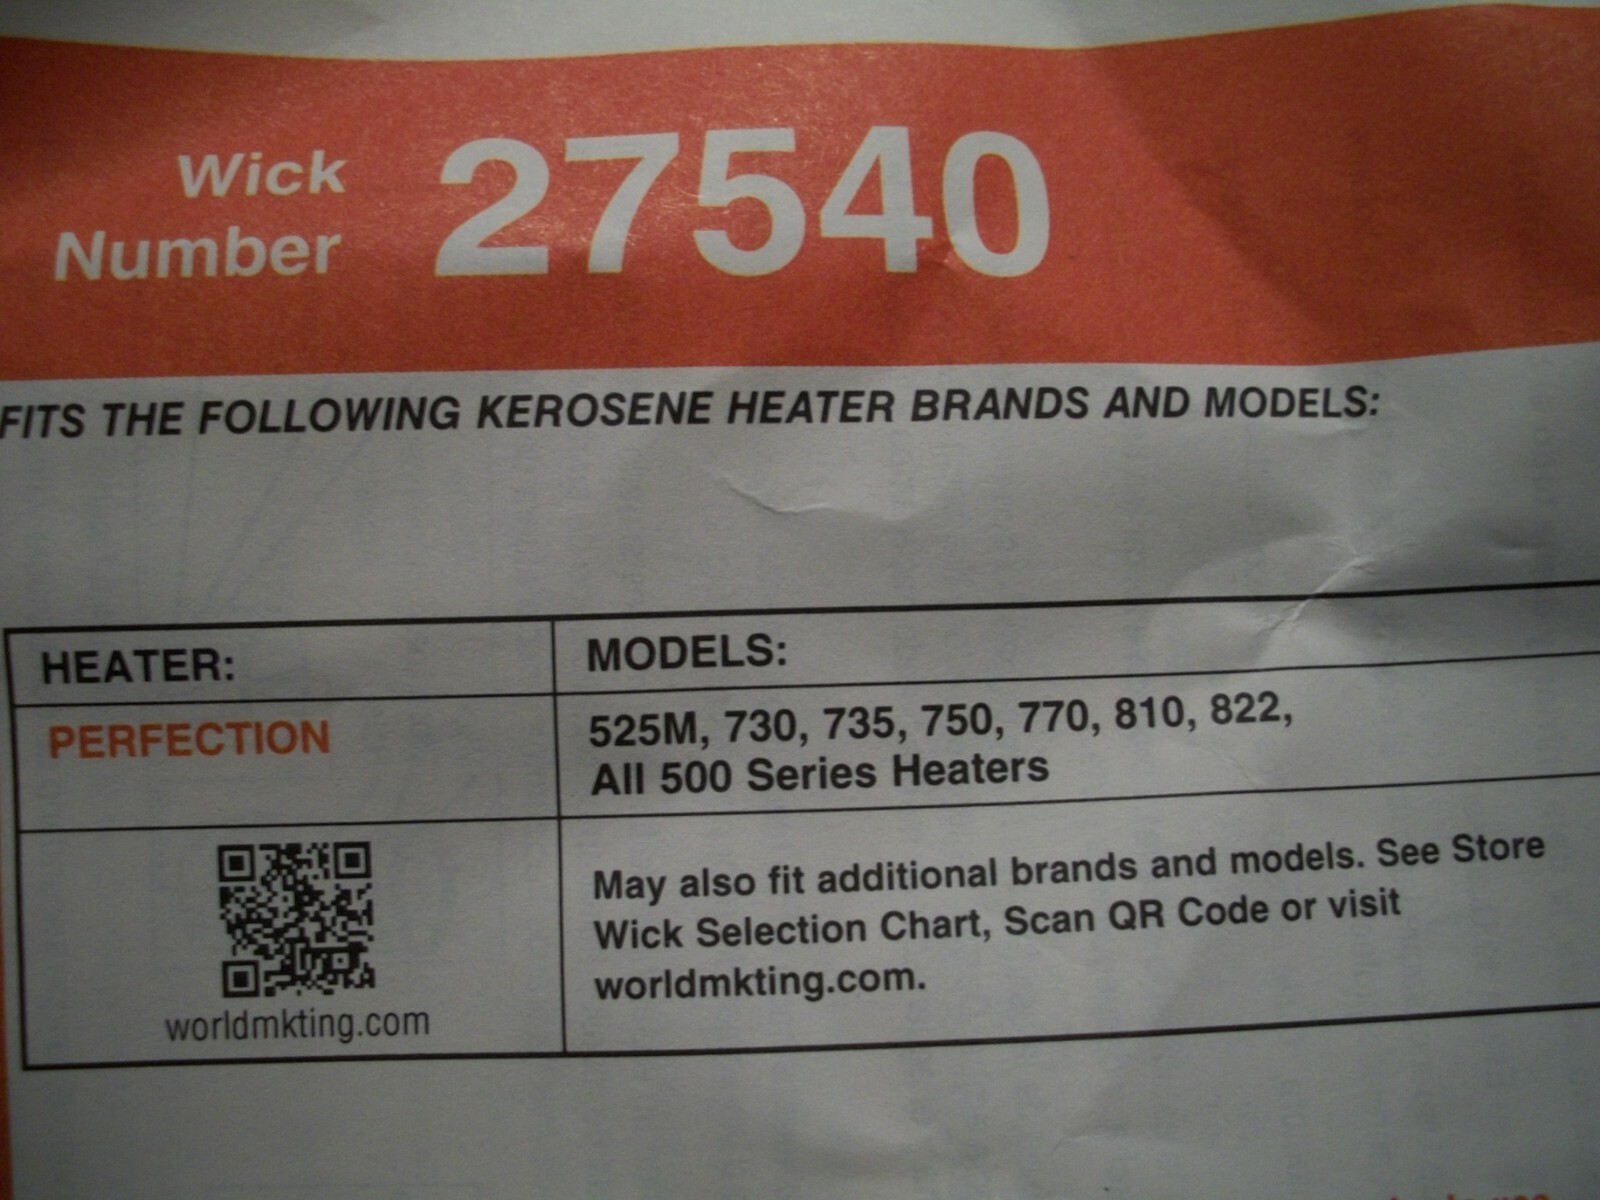 Wick
Number
27540
FITS THE FOLLOWING KEROSENE HEATER BRANDS AND MODELS:
HEATER:
MODELS:
PERFECTION
525M, 730, 735, 750, 770, 810, 822,
All 500 Series Heaters
worldmkting.com
May also fit additional brands and models. See Store
Wick Selection Chart, Scan QR Code or visit
worldmkting.com.